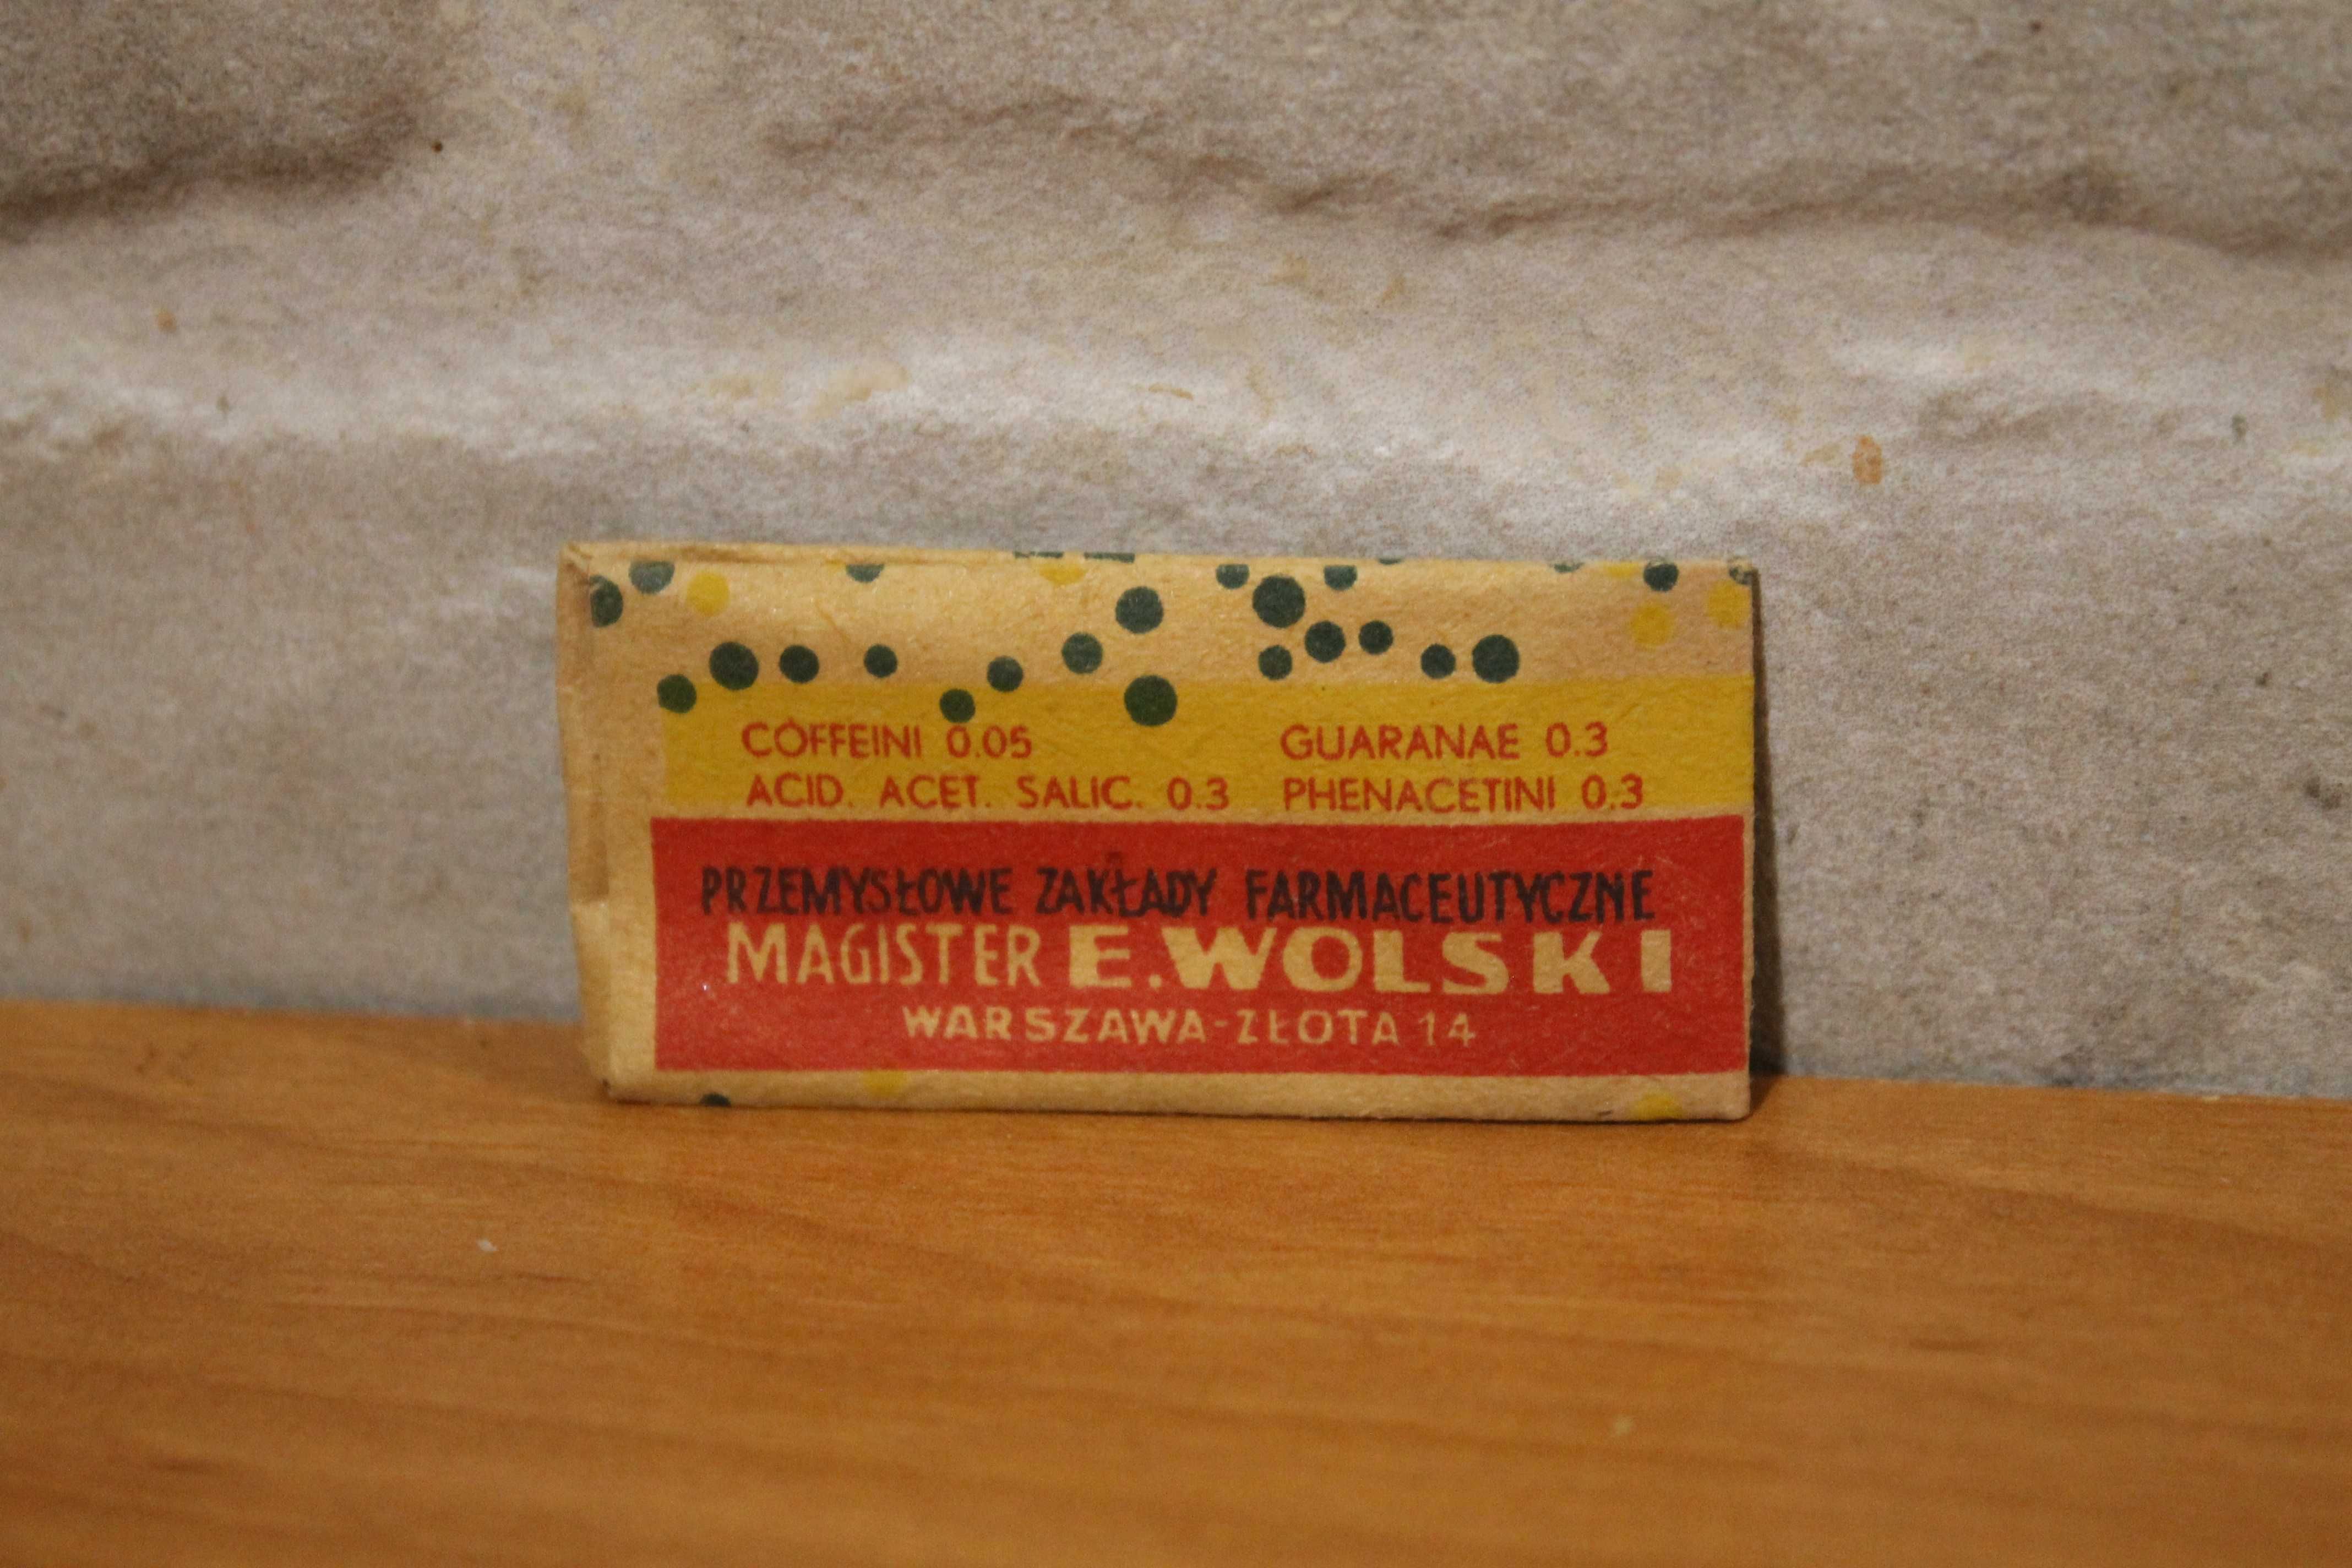 COFFEINI 0.05 GUARANAE 0.3
ACID. ACET. SALIC. 0.3 PHENACETINI 0.3
PRZEMYSŁOWE ZAKŁADY FARMACEUTYCZNE
MAGISTER E.WOLSKI
WARSZAWA-ZŁOTA 14